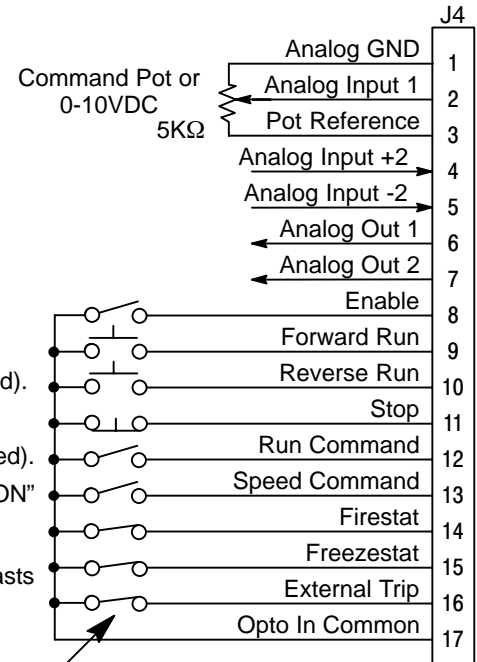 J4
Analog GND 1
Command Pot or
0-10VDC
5KΩ
Analog Input 1 2
Pot Reference 3
Analog Input +2 4
Analog Input -2 5
Analog Out 1 6
Analog Out 2 7
Enable 8
Forward Run 9
Reverse Run 10
d).
Stop 11
ed).
Run Command 12
ON"
Speed Command 13
Firestat 14
Freezestat 15
asts
External Trip 16
Opto In Common 17